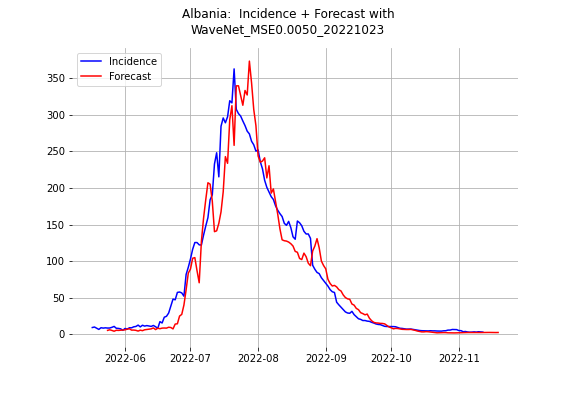 Albania:  Incidence + Forecast with
WaveNet_MSE0.0050_20221023
Incidence
Forecast
350
300
250
200
150
100
50
0
2022-06 2022-07 2022-08 2022-09 2022-10 2022-11